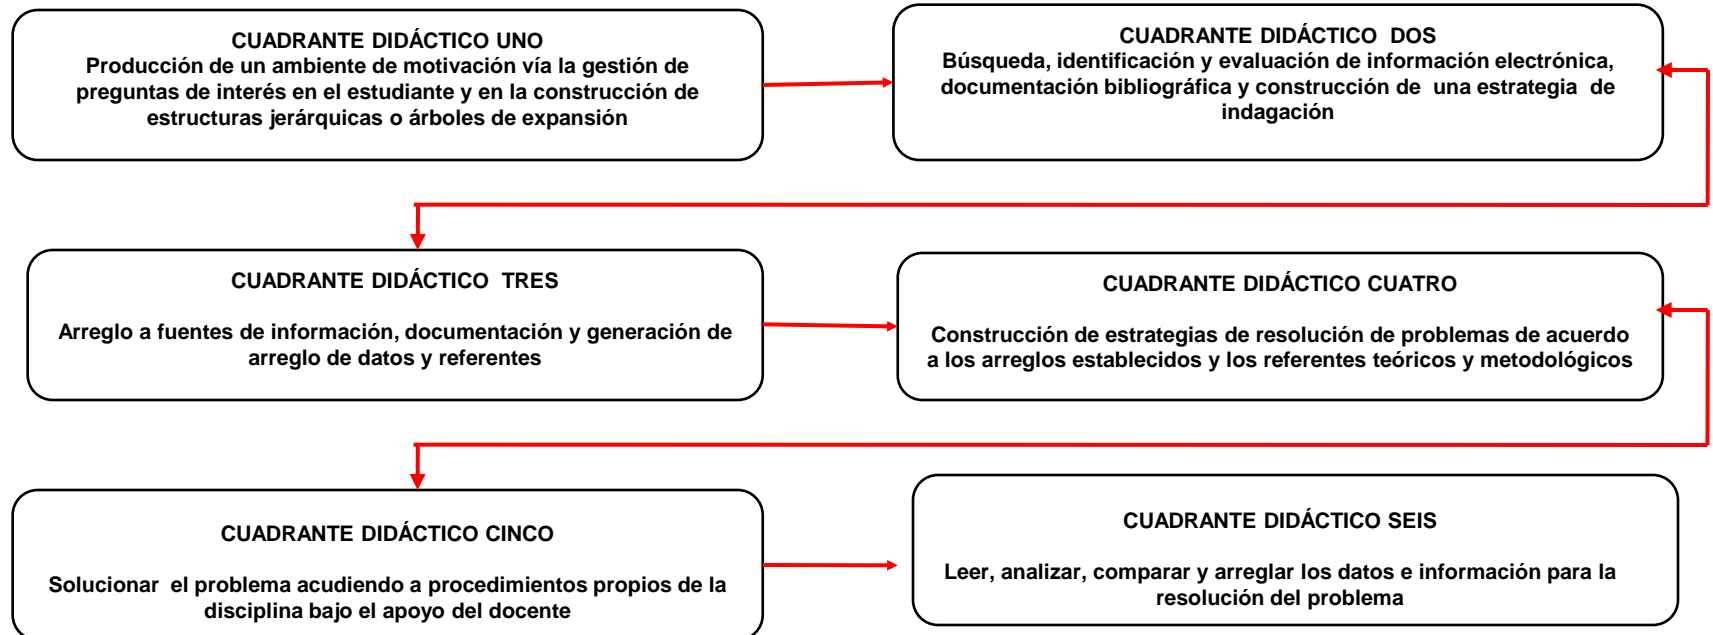 CUADRANTE DIDÁCTICO UNO
Producción de un ambiente de motivación vía la gestión de
preguntas de interés en el estudiante y en la construcción de
estructuras jerárquicas o árboles de expansión
CUADRANTE DIDÁCTICO  DOS
Búsqueda, identificación y evaluación de información electrónica,
documentación bibliográfica y construcción de  una estrategia  de
indagación
CUADRANTE DIDÁCTICO  TRES
Arreglo a fuentes de información, documentación y generación de
arreglo de datos y referentes
CUADRANTE DIDÁCTICO CUATRO
Construcción de estrategias de resolución de problemas de acuerdo
a los arreglos establecidos y los referentes teóricos y metodológicos
CUADRANTE DIDÁCTICO CINCO
Solucionar  el problema acudiendo a procedimientos propios de la
disciplina bajo el apoyo del docente
CUADRANTE DIDÁCTICO SEIS
Leer, analizar, comparar y arreglar los datos e información para la
resolución del problema